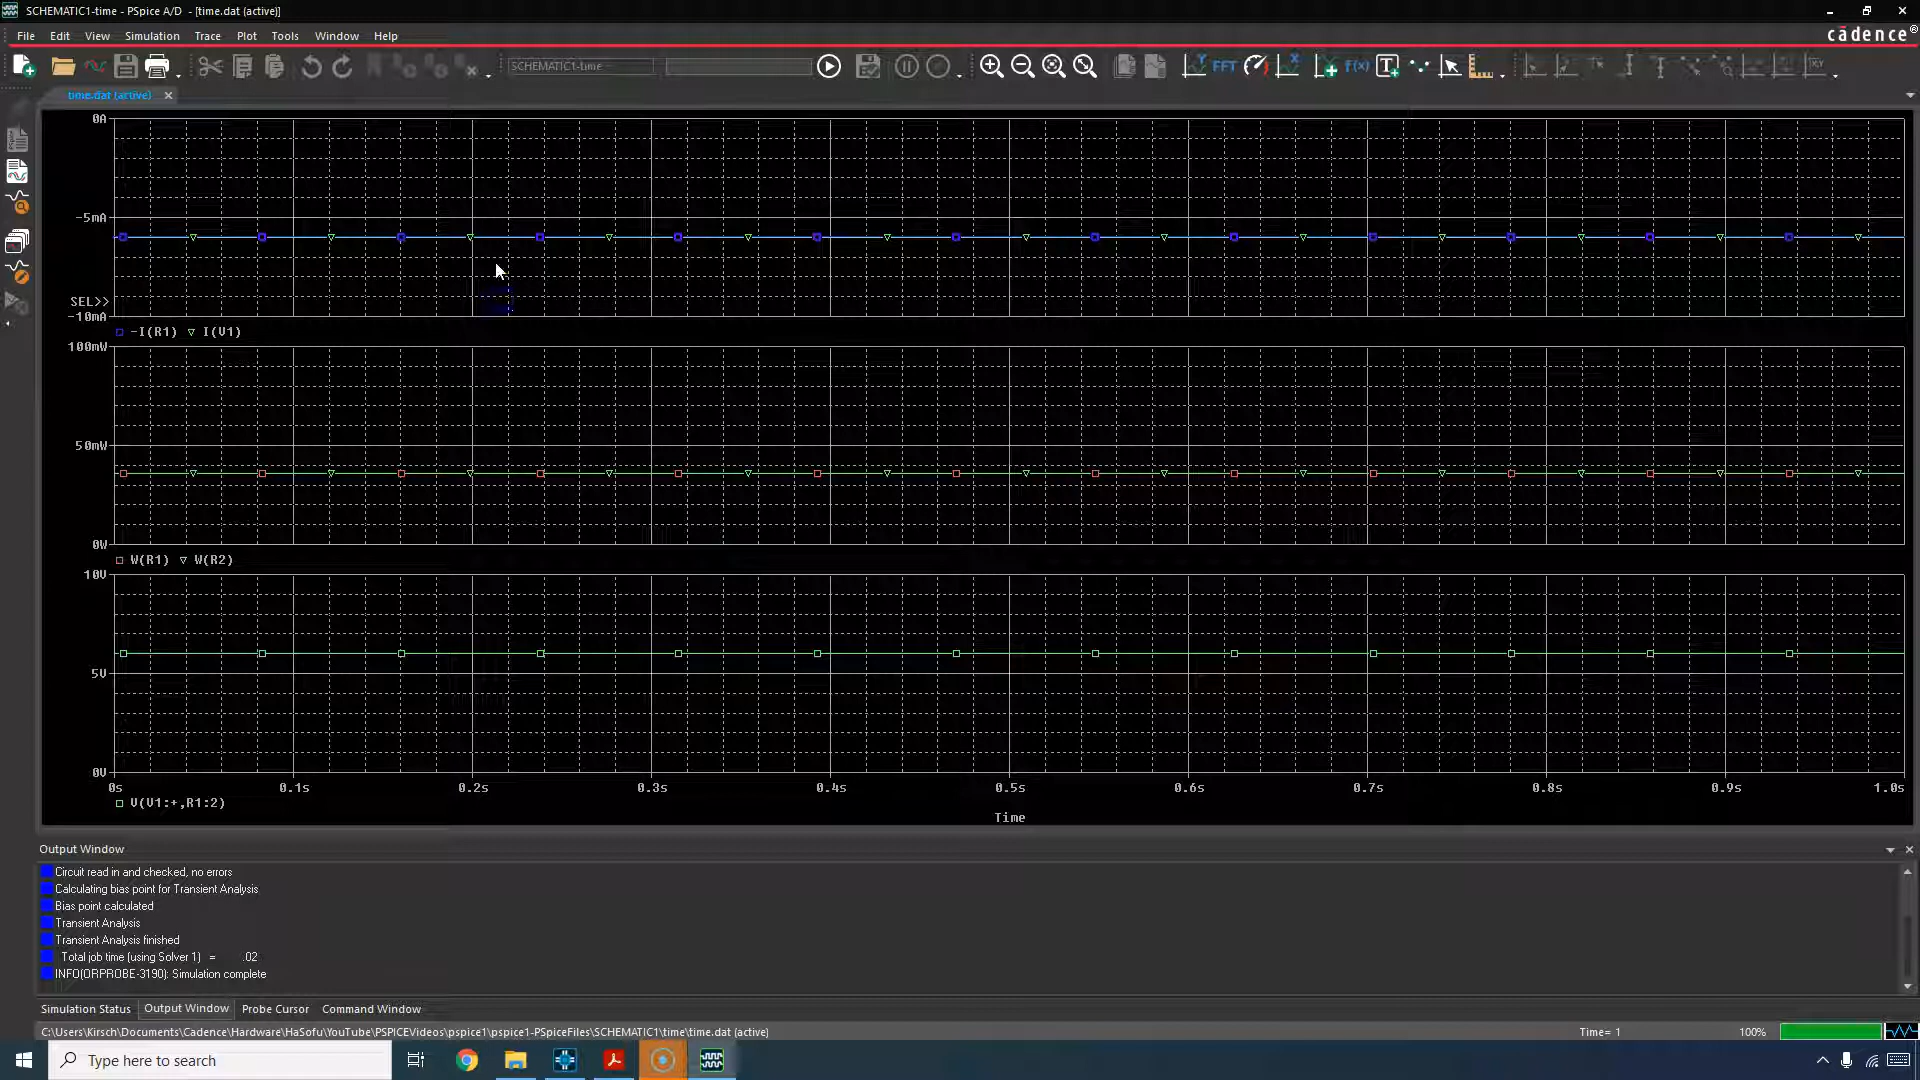 SCHEMATIC1-time - PSpice A/D - [time.dat (active)]
File Edit View Simulation Trace Plot Tools Window Help
cādence®
SCHEMATIC1-time
FFT
f(x)
time.dat (active)
0A
-5mA
SEL>>
-10mA
-I(R1) I(V1)
100mW
50mW
0W
W(R1) W(R2)
10V
5V
0V
0s 0.1s 0.2s 0.3s 0.4s 0.5s 0.6s 0.7s 0.8s 0.9s 1.0s
V(V1:+,R1:2)
Time
Output Window
Circuit read in and checked, no errors
Calculating bias point for Transient Analysis
Bias point calculated
Transient Analysis
Transient Analysis finished
Total job time (using Solver 1) = .02
INFO(ORPROBE-3190): Simulation complete
Simulation Status Output Window Probe Cursor Command Window
C:\Users\Kirsch\Documents\Cadence\Hardware\HaSofu\YouTube\PSPICEVideos\pspice1\pspice1-PSpiceFiles\SCHEMATIC1\time\time.dat (active) Time= 1 100%
Type here to search